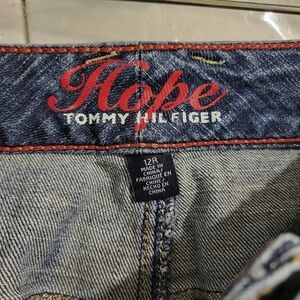 Hope
TOMMY HILFIGER
12R
MADE IN
CHINA/
FABRIQUÉ EN
CHINE/
HECHO EN
CHINA